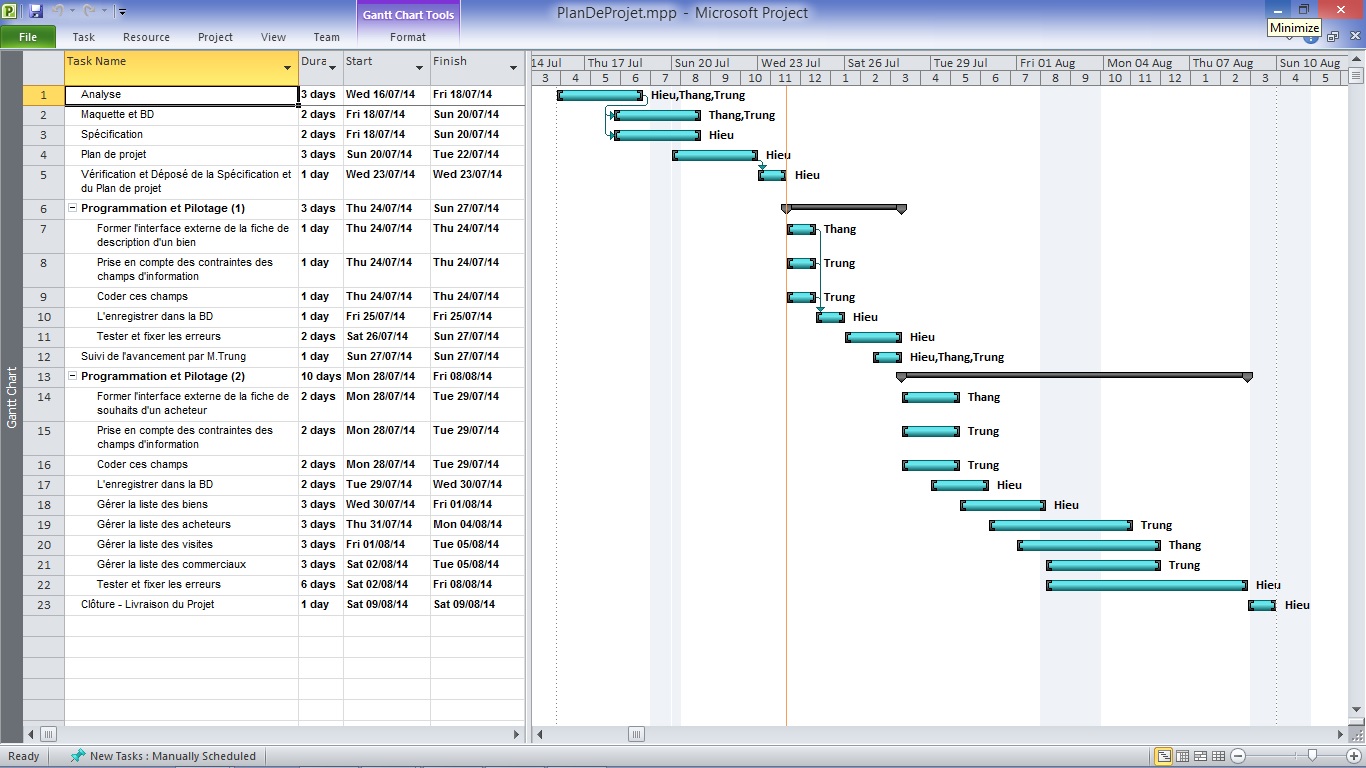 PlanDeProjet.mpp - Microsoft Project
Gantt Chart Tools
File Task Resource Project View Team Format
Minimize
Task Name Dura Start Finish
14 Jul Thu 17 Jul Sun 20 Jul Wed 23 Jul Sat 26 Jul Tue 29 Jul Fri 01 Aug Mon 04 Aug Thu 07 Aug Sun 10 Aug
3 4 5 6 7 8 9 10 11 12 1 2 3 4 5 6 7 8 9 10 11 12 1 2 3 4 5
1 Analyse 3 days Wed 16/07/14 Fri 18/07/14 Hieu,Thang,Trung
2 Maquette et BD 2 days Fri 18/07/14 Sun 20/07/14 Thang,Trung
3 Spécification 2 days Fri 18/07/14 Sun 20/07/14 Hieu
4 Plan de projet 3 days Sun 20/07/14 Tue 22/07/14 Hieu
5 Vérification et Déposé de la Spécification et 1 day Wed 23/07/14 Wed 23/07/14 Hieu
du Plan de projet
6 Programmation et Pilotage (1) 3 days Thu 24/07/14 Sun 27/07/14
7 Former l'interface externe de la fiche de 1 day Thu 24/07/14 Thu 24/07/14 Thang
description d'un bien
8 Prise en compte des contraintes des 1 day Thu 24/07/14 Thu 24/07/14 Trung
champs d'information
9 Coder ces champs 1 day Thu 24/07/14 Thu 24/07/14 Trung
10 L'enregistrer dans la BD 1 day Fri 25/07/14 Fri 25/07/14 Hieu
11 Tester et fixer les erreurs 2 days Sat 26/07/14 Sun 27/07/14 Hieu
12 Suivi de l'avancement par M.Trung 1 day Sun 27/07/14 Sun 27/07/14 Hieu,Thang,Trung
13 Programmation et Pilotage (2) 10 days Mon 28/07/14 Fri 08/08/14
14 Former l'interface externe de la fiche de 2 days Mon 28/07/14 Tue 29/07/14 Thang
souhaits d'un acheteur
15 Prise en compte des contraintes des 2 days Mon 28/07/14 Tue 29/07/14 Trung
champs d'information
16 Coder ces champs 2 days Mon 28/07/14 Tue 29/07/14 Trung
17 L'enregistrer dans la BD 2 days Tue 29/07/14 Wed 30/07/14 Hieu
18 Gérer la liste des biens 3 days Wed 30/07/14 Fri 01/08/14 Hieu
19 Gérer la liste des acheteurs 3 days Thu 31/07/14 Mon 04/08/14 Trung
20 Gérer la liste des visites 3 days Fri 01/08/14 Tue 05/08/14 Thang
21 Gérer la liste des commerciaux 3 days Sat 02/08/14 Tue 05/08/14 Trung
22 Tester et fixer les erreurs 6 days Sat 02/08/14 Fri 08/08/14 Hieu
23 Clôture - Livraison du Projet 1 day Sat 09/08/14 Sat 09/08/14 Hieu
Gantt Chart
Ready New Tasks : Manually Scheduled